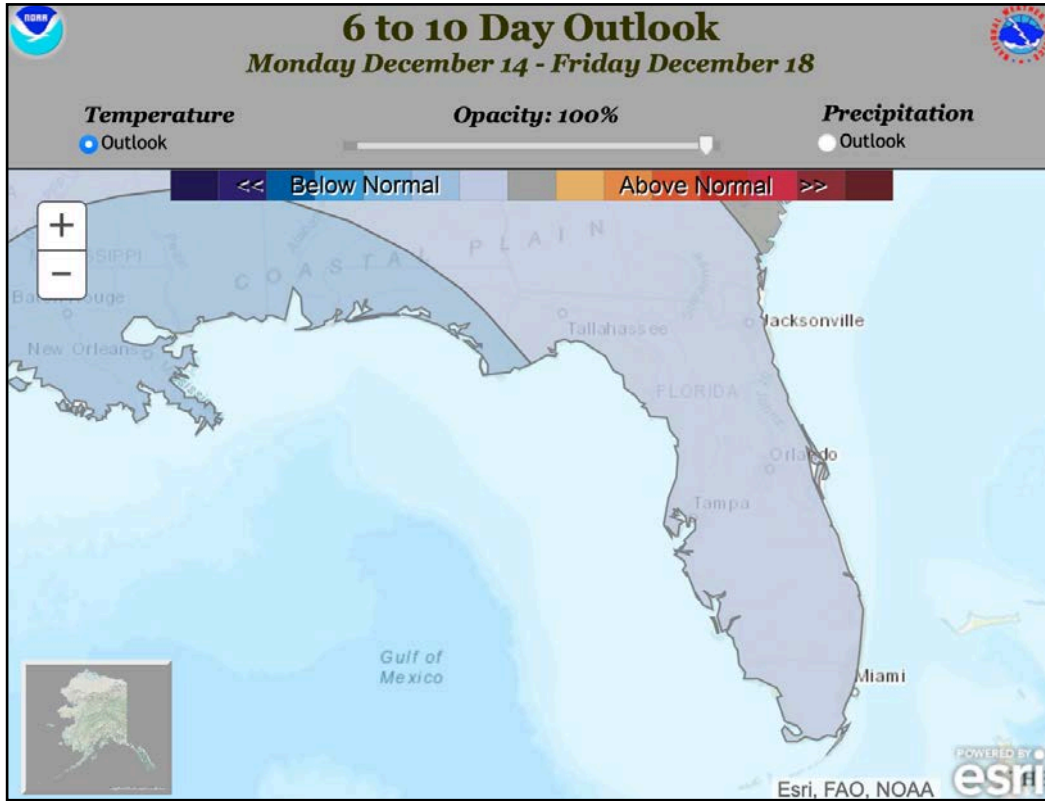 NOAA
6 to 10 Day Outlook
Monday December 14 - Friday December 18
Temperature
Opacity: 100%
Precipitation
Outlook
Outlook
<< Below Normal
Above Normal >>
+
−
COASTAL PLAIN
Tallahassee
Jacksonville
New Orleans
FLORIDA
Orlando
Tampa
Gulf of
Mexico
Miami
POWERED BY
esri
Esri, FAO, NOAA